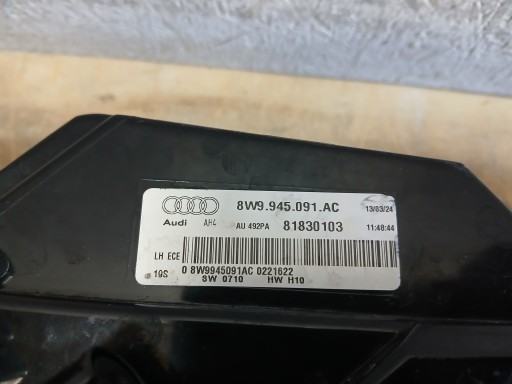 8W9.945.091.AC 13/03/24
Audi AH4 AU 492PA 81830103 11:48:44
LH ECE
0 8W9945091AC 0221622
19S SW 0710 HW H10